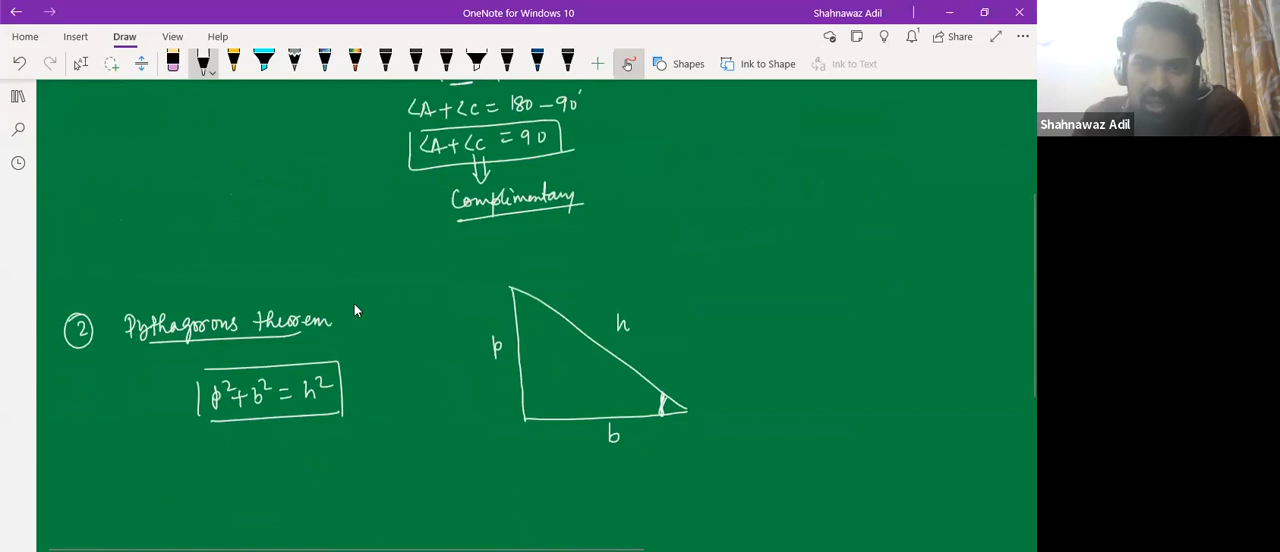 OneNote for Windows 10
Shahnawaz Adil
Home Insert Draw View Help
Share
Shapes
Ink to Shape
Ink to Text
∠A + ∠C = 180 - 90°
∠A + ∠C = 90
Complimentary
Shahnawaz Adil
2 Pythagorous theorem
p² + b² = h²
p
h
b